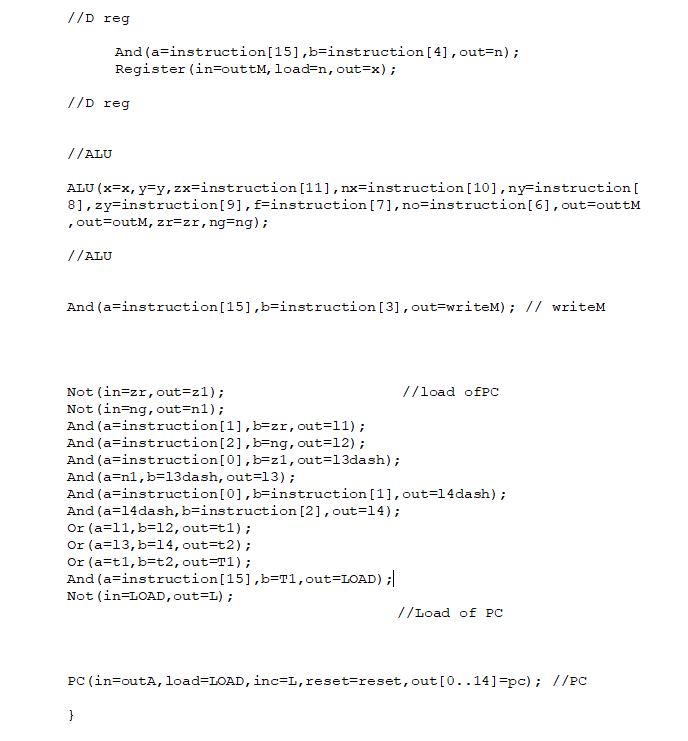 //D reg
And(a=instruction[15],b=instruction[4],out=n);
Register(in=outtM,load=n,out=x);
//D reg
//ALU
ALU(x=x,y=y,zx=instruction[11],nx=instruction[10],ny=instruction[
8],zy=instruction[9],f=instruction[7],no=instruction[6],out=outtM
,out=outM,zr=zr,ng=ng);
//ALU
And(a=instruction[15],b=instruction[3],out=writeM); // writeM
Not(in=zr,out=z1); //load ofPC
Not(in=ng,out=n1);
And(a=instruction[1],b=zr,out=l1);
And(a=instruction[2],b=ng,out=l2);
And(a=instruction[0],b=z1,out=l3dash);
And(a=n1,b=l3dash,out=l3);
And(a=instruction[0],b=instruction[1],out=l4dash);
And(a=l4dash,b=instruction[2],out=l4);
Or(a=l1,b=l2,out=t1);
Or(a=l3,b=l4,out=t2);
Or(a=t1,b=t2,out=T1);
And(a=instruction[15],b=T1,out=LOAD);
Not(in=LOAD,out=L);
//Load of PC
PC(in=outA,load=LOAD,inc=L,reset=reset,out[0..14]=pc); //PC
}